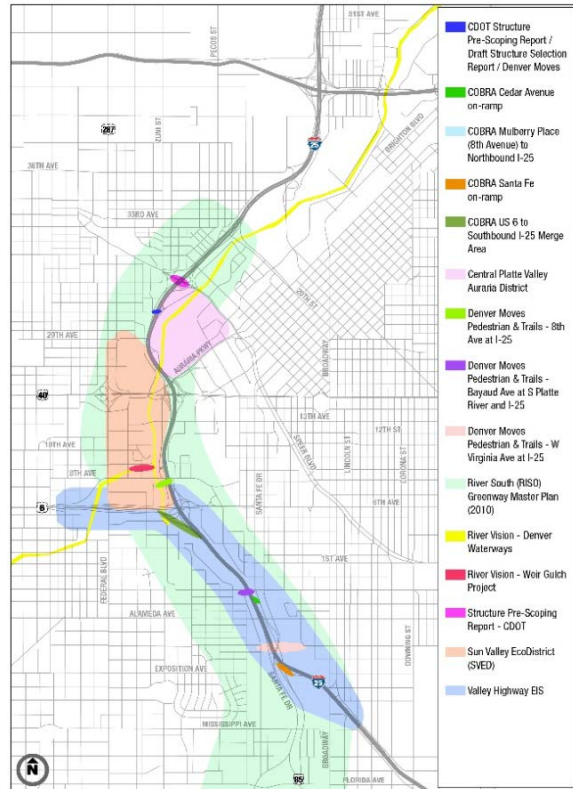 31ST AVE
PECOS ST
25
BRIGHTON BLVD
287
ZUNI ST
38TH AVE
33RD AVE
20TH ST
29TH AVE
AURARIA PKWY
BROADWAY
40
13TH AVE
12TH ST
SPEER BLVD
LINCOLN ST
CORONA ST
10TH AVE
8TH AVE
6TH AVE
6
SANTA FE DR
1ST AVE
FEDERAL BLVD
ALAMEDA AVE
DOWNING ST
EXPOSITION AVE
SANTA FE DR
25
MISSISSIPPI AVE
BROADWAY
85
FLORIDA AVE
N
CDOT Structure
Pre-Scoping Report /
Draft Structure Selection
Report / Denver Moves
COBRA Cedar Avenue
on-ramp
COBRA Mulberry Place
(8th Avenue) to
Northbound I-25
COBRA Santa Fe
on-ramp
COBRA US 6 to
Southbound I-25 Merge
Area
Central Platte Valley
Auraria District
Denver Moves
Pedestrian & Trails - 8th
Ave at I-25
Denver Moves
Pedestrian & Trails -
Bayaud Ave at S Platte
River and I-25
Denver Moves
Pedestrian & Trails - W
Virginia Ave at I-25
River South (RISO)
Greenway Master Plan
(2010)
River Vision - Denver
Waterways
River Vision - Weir Gulch
Project
Structure Pre-Scoping
Report - CDOT
Sun Valley EcoDistrict
(SVED)
Valley Highway EIS